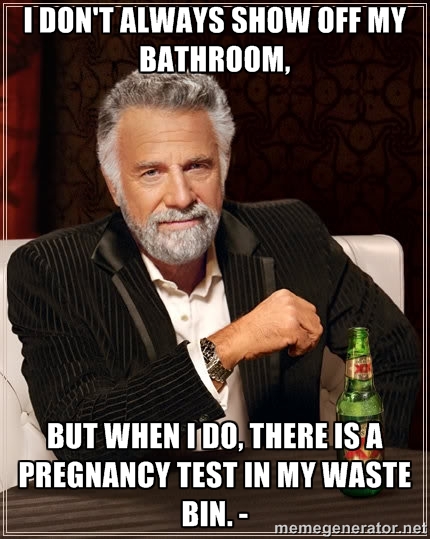 I DON'T ALWAYS SHOW OFF MY
BATHROOM,
XX
BUT WHEN I DO, THERE IS A
PREGNANCY TEST IN MY WASTE
BIN. -
memegenerator.net